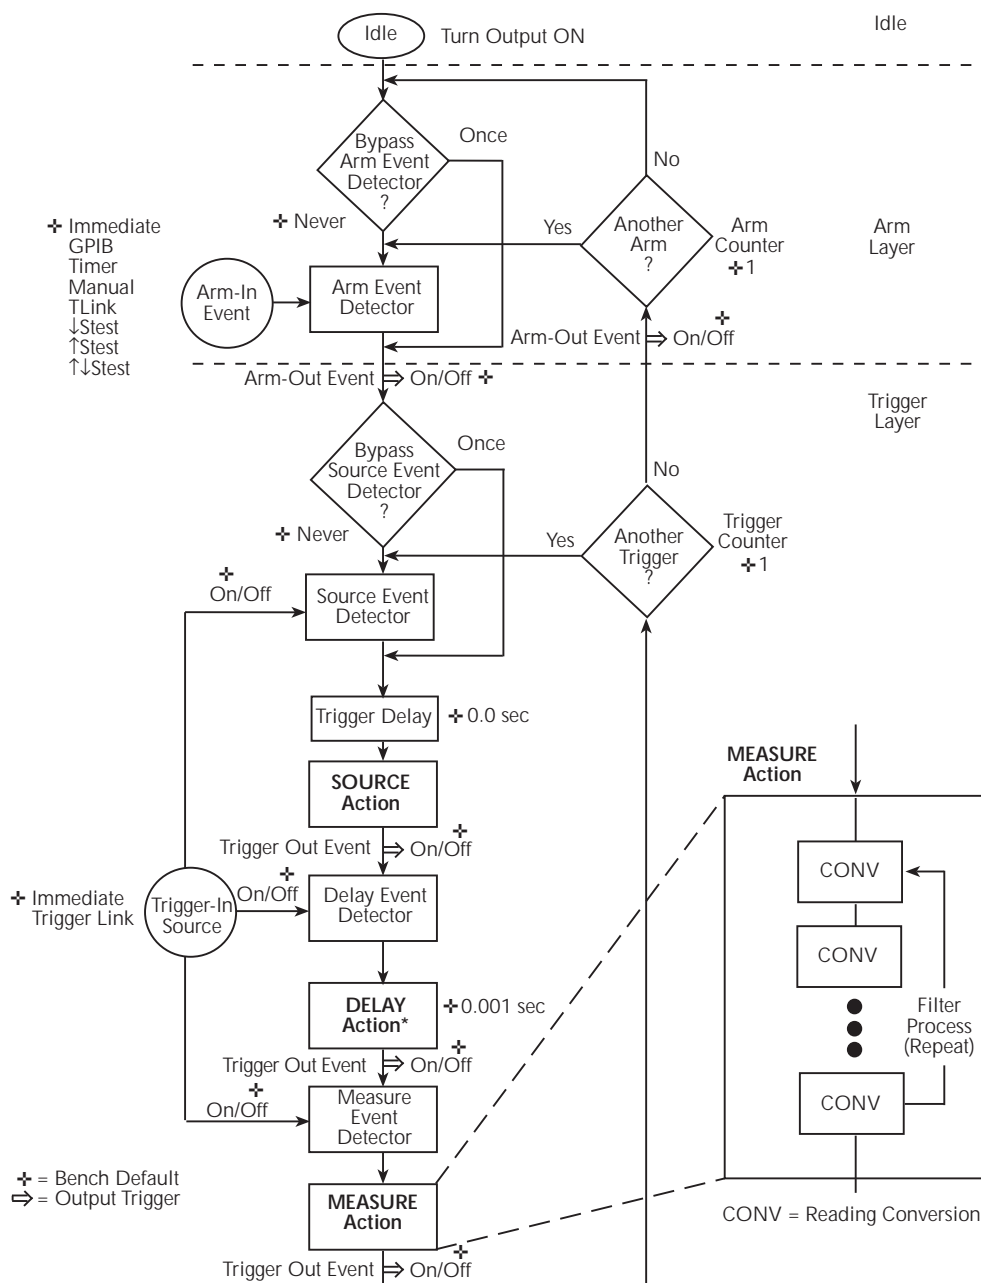 Idle
Turn Output ON
Idle
Bypass
Arm Event
Detector
?
Once
No
✛ Never
Yes
Another
Arm
?
Arm
Counter
✛1
Arm
Layer
✛ Immediate
GPIB
Timer
Manual
TLink
↓Stest
↑Stest
↑↓Stest
Arm-In
Event
Arm Event
Detector
✛
Arm-Out Event ⇒ On/Off
Arm-Out Event ⇒ On/Off ✛
Trigger
Layer
Bypass
Source Event
Detector
?
Once
No
✛ Never
Yes
Another
Trigger
?
Trigger
Counter
✛1
✛
On/Off
Source Event
Detector
Trigger Delay
✛0.0 sec
SOURCE
Action
✛
Trigger Out Event ⇒ On/Off
✛ Immediate
Trigger Link
Trigger-In
Source
✛
On/Off
Delay Event
Detector
DELAY
Action*
✛0.001 sec
✛
Trigger Out Event ⇒ On/Off
✛
On/Off
Measure
Event
Detector
MEASURE
Action
✛
Trigger Out Event ⇒ On/Off
✛ = Bench Default
⇒ = Output Trigger
MEASURE
Action
CONV
CONV
Filter
Process
(Repeat)
CONV
CONV = Reading Conversion